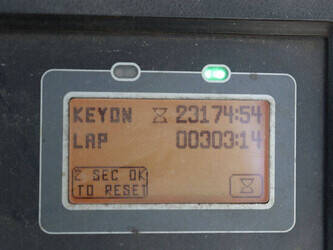 KEYON 23174:54
LAP 00303:14
2 SEC OK
TO RESET